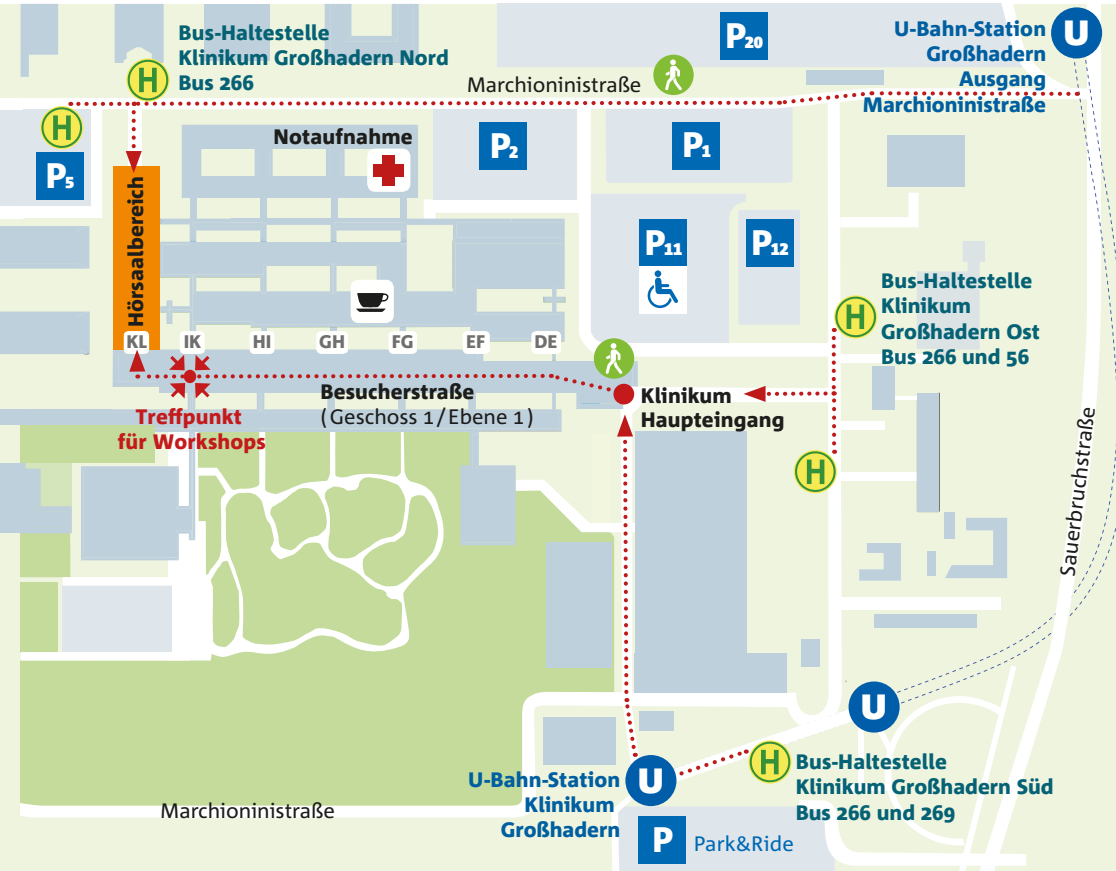 Bus-Haltestelle
Klinikum Großhadern Nord
Bus 266
H
H
P5
P20
Marchioninistraße
U-Bahn-Station
Großhadern
Ausgang
Marchioninistraße
U
Notaufnahme
P2
P1
P11
P12
Hörsaalbereich
Bus-Haltestelle
Klinikum
Großhadern Ost
Bus 266 und 56
H
H
KL
IK
HI
GH
FG
EF
DE
Besucherstraße
(Geschoss 1/Ebene 1)
Treffpunkt
für Workshops
Klinikum
Haupteingang
Sauerbruchstraße
U
Marchioninistraße
U-Bahn-Station
Klinikum
Großhadern
U
H
Bus-Haltestelle
Klinikum Großhadern Süd
Bus 266 und 269
P
Park&Ride